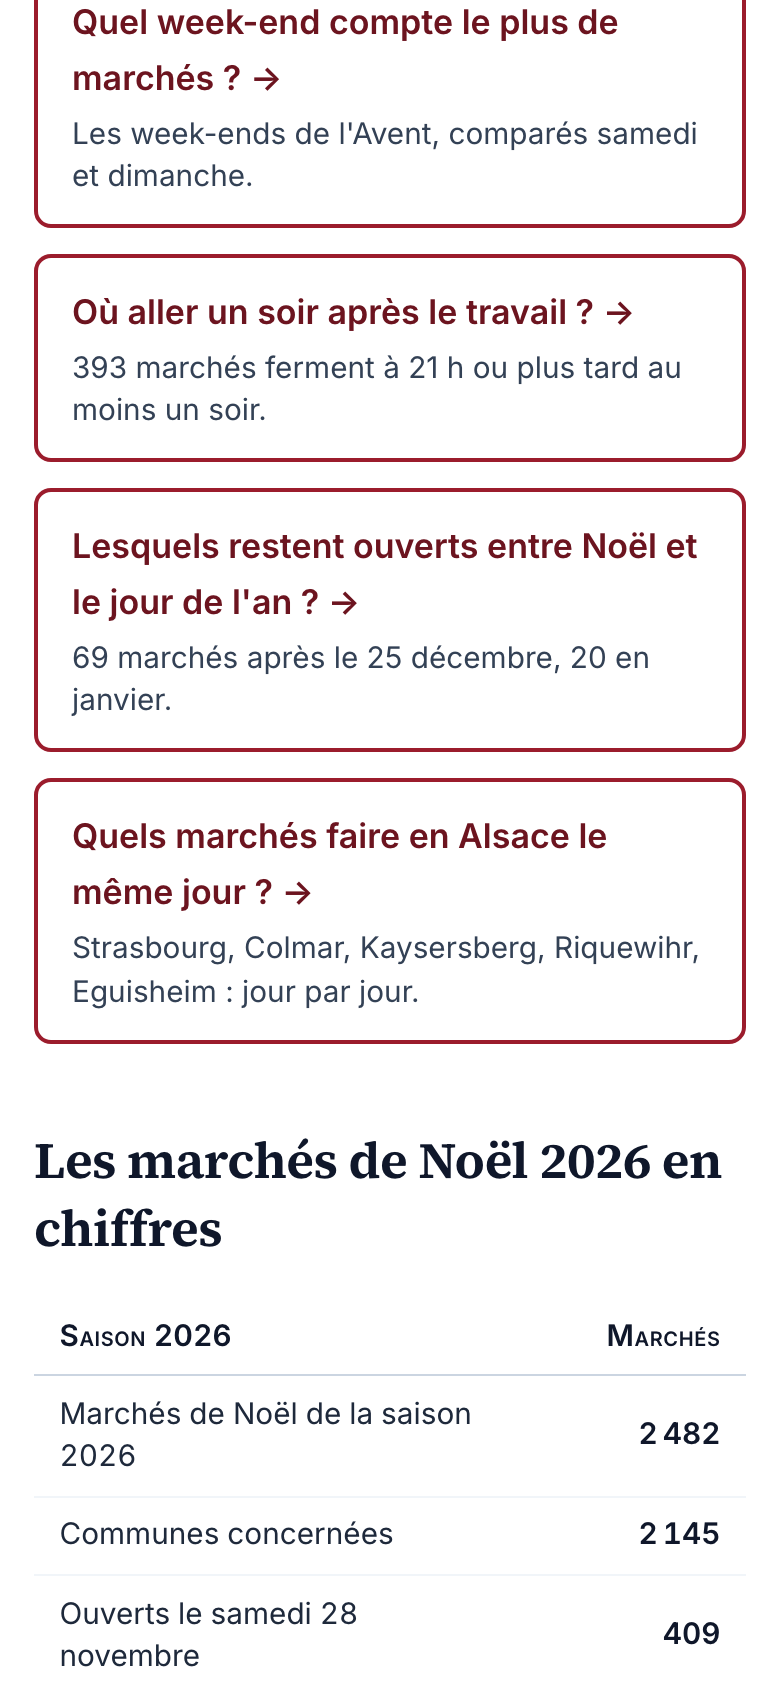 Quel week-end compte le plus de
marchés ? →
Les week-ends de l'Avent, comparés samedi
et dimanche.
Où aller un soir après le travail ? →
393 marchés ferment à 21 h ou plus tard au
moins un soir.
Lesquels restent ouverts entre Noël et
le jour de l'an ? →
69 marchés après le 25 décembre, 20 en
janvier.
Quels marchés faire en Alsace le
même jour ? →
Strasbourg, Colmar, Kaysersberg, Riquewihr,
Eguisheim : jour par jour.
Les marchés de Noël 2026 en
chiffres
Saison 2026 Marchés
Marchés de Noël de la saison
2026
2 482
Communes concernées 2 145
Ouverts le samedi 28
novembre
409